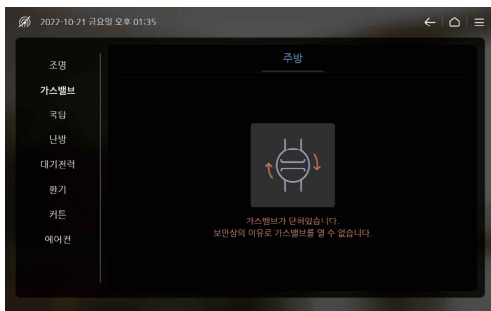 2022-10-21 금요일 오후 01:35
조명
가스밸브
쿡탑
난방
대기전력
환기
커튼
에어컨
주방
가스밸브가 닫혀있습니다.
보안상의 이유로 가스밸브를 열 수 없습니다.